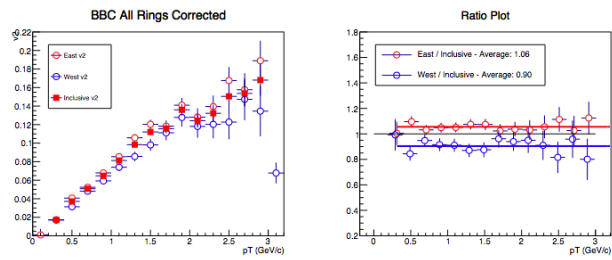 BBC All Rings Corrected
v2
0.22
0.2
0.18
0.16
0.14
0.12
0.1
0.08
0.06
0.04
0.02
0
East v2
West v2
Inclusive v2
0 0.5 1 1.5 2 2.5 3
pT (GeV/c)
Ratio Plot
1.8
1.6
1.4
1.2
1
0.8
0.6
0.4
0.2
East / Inclusive - Average: 1.06
West / Inclusive - Average: 0.90
0 0.5 1 1.5 2 2.5 3
pT (GeV/c)